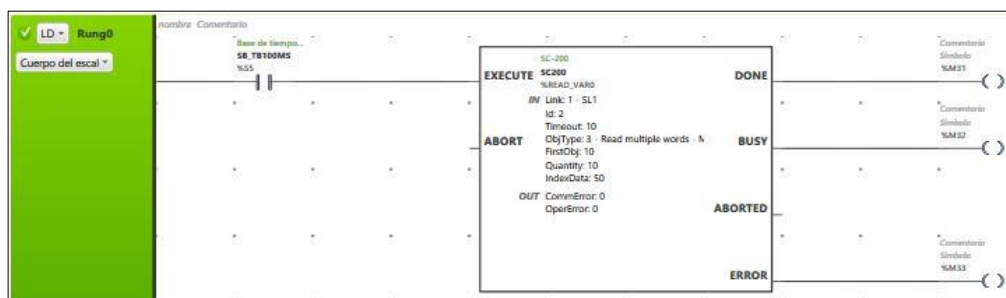 nombre Comentario
LD Rung0
Cuerpo del escal
Base de tiempo...
SB_TB100MS
%S5
SC-200
SC200
%READ_VAR0
EXECUTE
ABORT
IN Link: 1 - SL1
Id: 2
Timeout: 10
ObjType: 3 - Read multiple words - M
FirstObj: 10
Quantity: 10
IndexData: 50
OUT CommError: 0
OperError: 0
DONE
BUSY
ABORTED
ERROR
Comentario
Símbolo
%M31
Comentario
Símbolo
%M32
Comentario
Símbolo
%M33